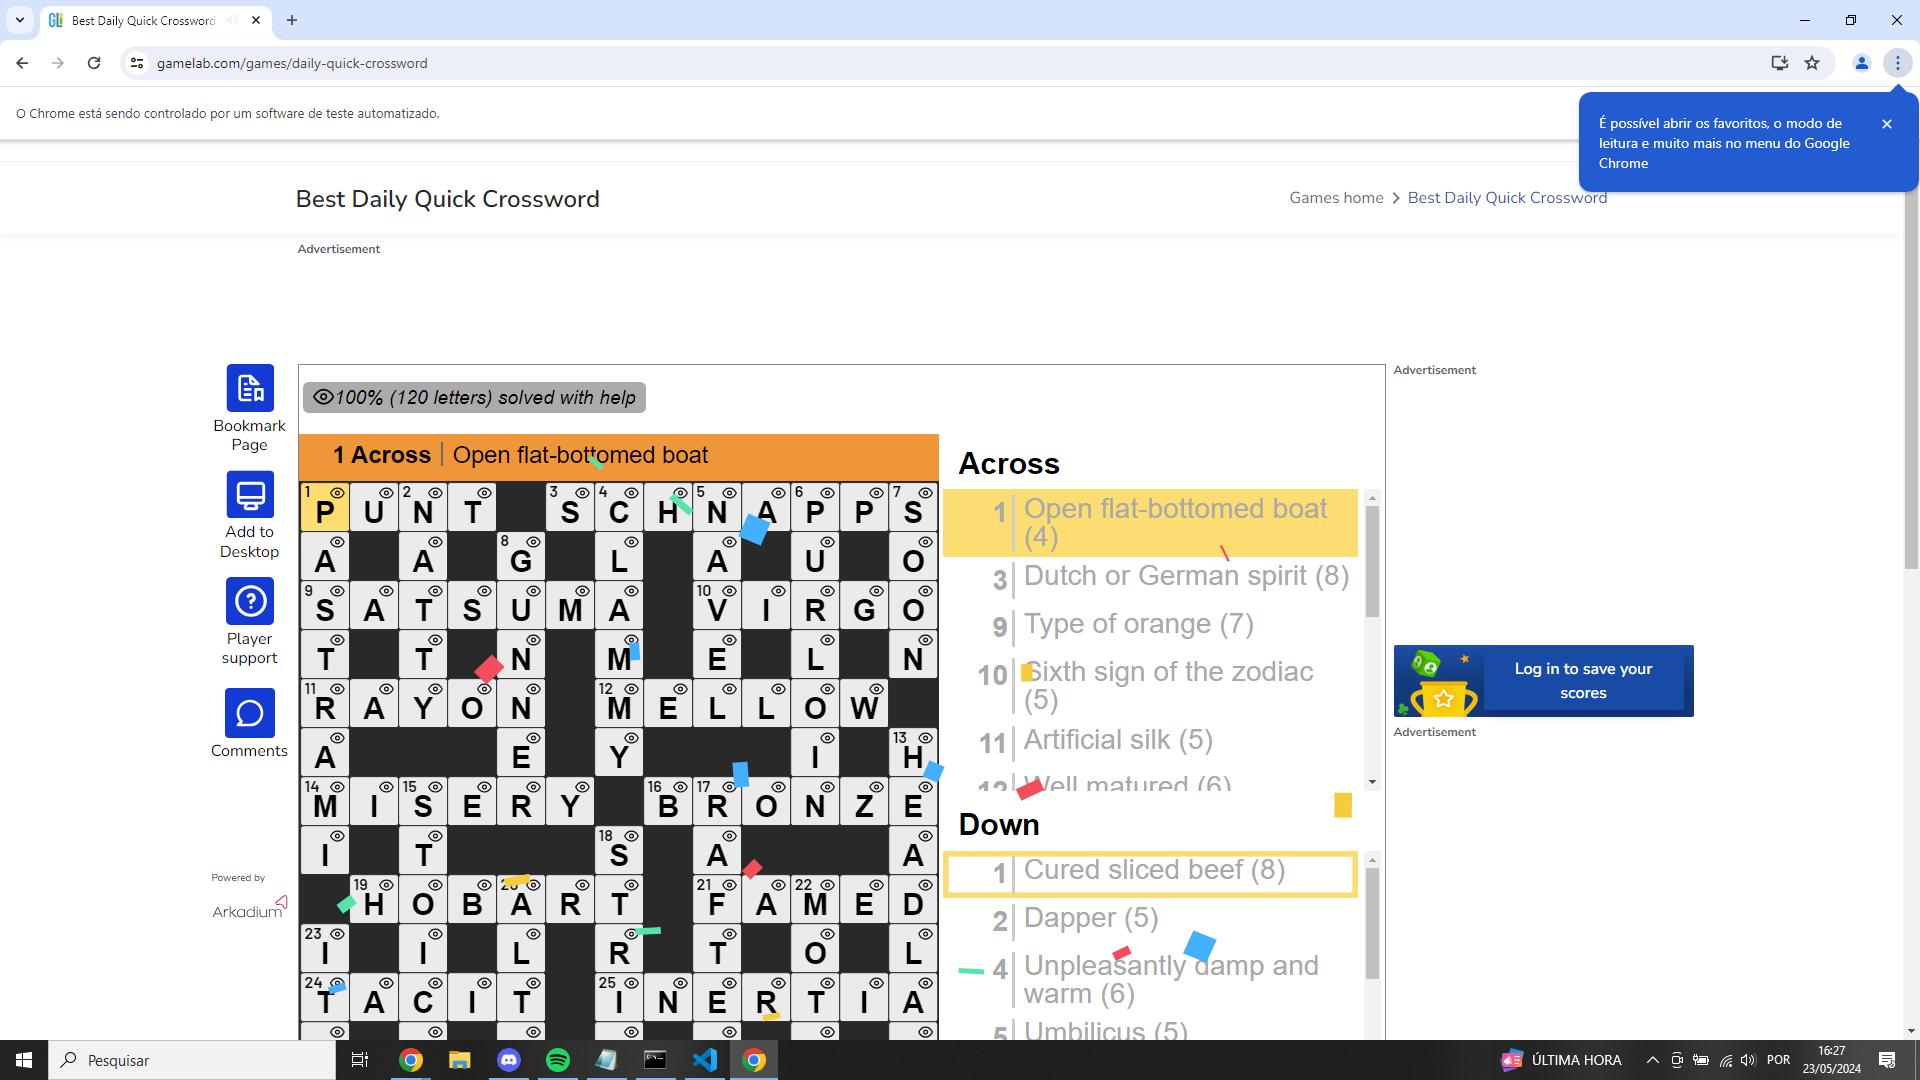 Best Daily Quick Crossword
gamelab.com/games/daily-quick-crossword
O Chrome está sendo controlado por um software de teste automatizado.
É possível abrir os favoritos, o modo de
leitura e muito mais no menu do Google
Chrome
Best Daily Quick Crossword
Games home > Best Daily Quick Crossword
Advertisement
Bookmark
Page
Add to
Desktop
Player
support
Comments
Powered by
Arkadium
100% (120 letters) solved with help
1 Across | Open flat-bottomed boat
1 P U 2 N T 3 S 4 C H 5 N A 6 P P 7 S
A A 8 G L A U O
9 S A T S U M A 10 V I R G O
T T N M E L N
11 R A Y O N 12 M E L L O W
A E Y I 13 H
14 M I 15 S E R Y 16 B 17 R O N Z E
I T 18 S A A
19 H O B A R T 21 F A 22 M E D
23 I I L R T O L
24 T A C I T 25 I N E R T I A
Across
1 Open flat-bottomed boat
(4)
3 Dutch or German spirit (8)
9 Type of orange (7)
10 Sixth sign of the zodiac
(5)
11 Artificial silk (5)
12 Well matured (6)
Down
1 Cured sliced beef (8)
2 Dapper (5)
4 Unpleasantly damp and
warm (6)
5 Umbilicus (5)
Advertisement
Log in to save your
scores
Advertisement
Pesquisar
ÚLTIMA HORA
POR
16:27
23/05/2024